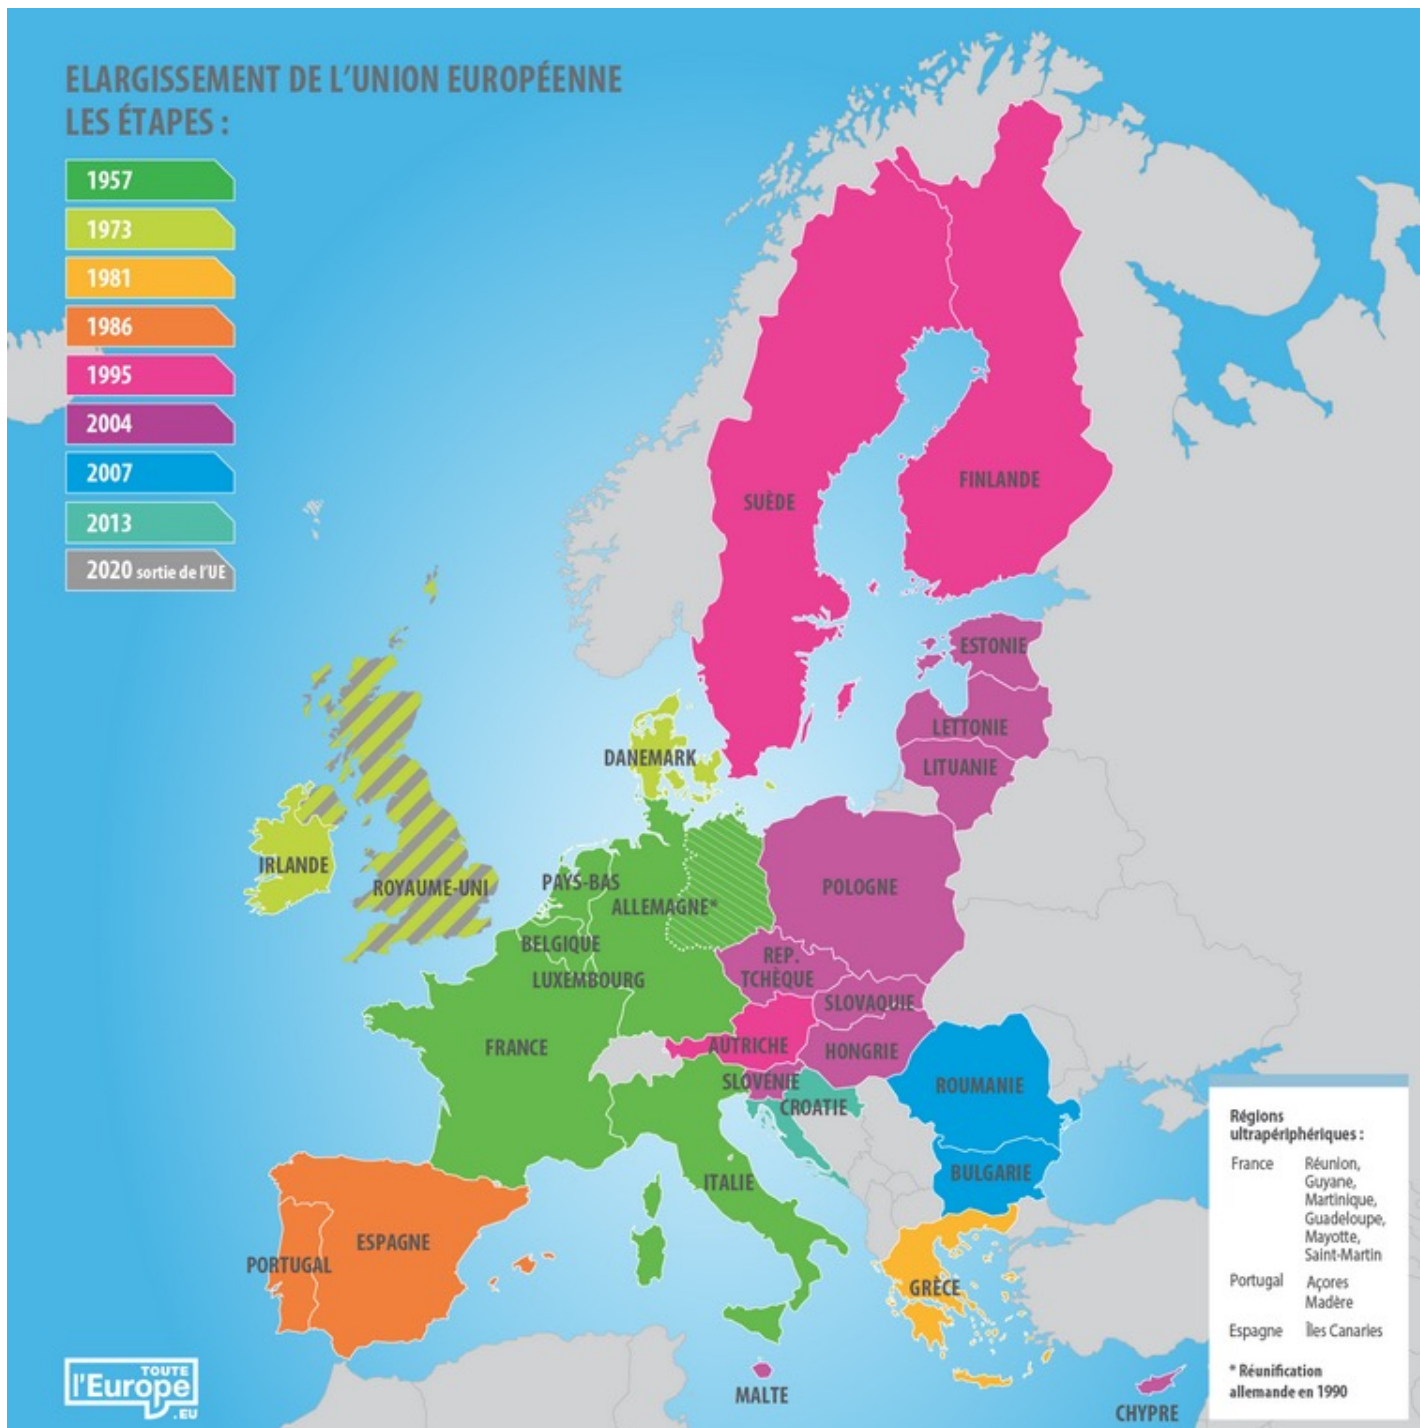 ELARGISSEMENT DE L'UNION EUROPÉENNE
LES ÉTAPES :
1957
1973
1981
1986
1995
2004
2007
2013
2020 sortie de l'UE
FINLANDE
SUÈDE
ESTONIE
LETTONIE
DANEMARK
LITUANIE
IRLANDE
ROYAUME-UNI
PAYS-BAS
ALLEMAGNE*
POLOGNE
BELGIQUE
REP.
TCHÈQUE
LUXEMBOURG
SLOVAQUIE
FRANCE
AUTRICHE
HONGRIE
SLOVÉNIE
ROUMANIE
CROATIE
BULGARIE
ITALIE
ESPAGNE
PORTUGAL
GRÈCE
MALTE
CHYPRE
Régions
ultrapériphériques :
France Réunion,
Guyane,
Martinique,
Guadeloupe,
Mayotte,
Saint-Martin
Portugal Açores
Madère
Espagne Îles Canaries
* Réunification
allemande en 1990
TOUTE
l'Europe
.EU